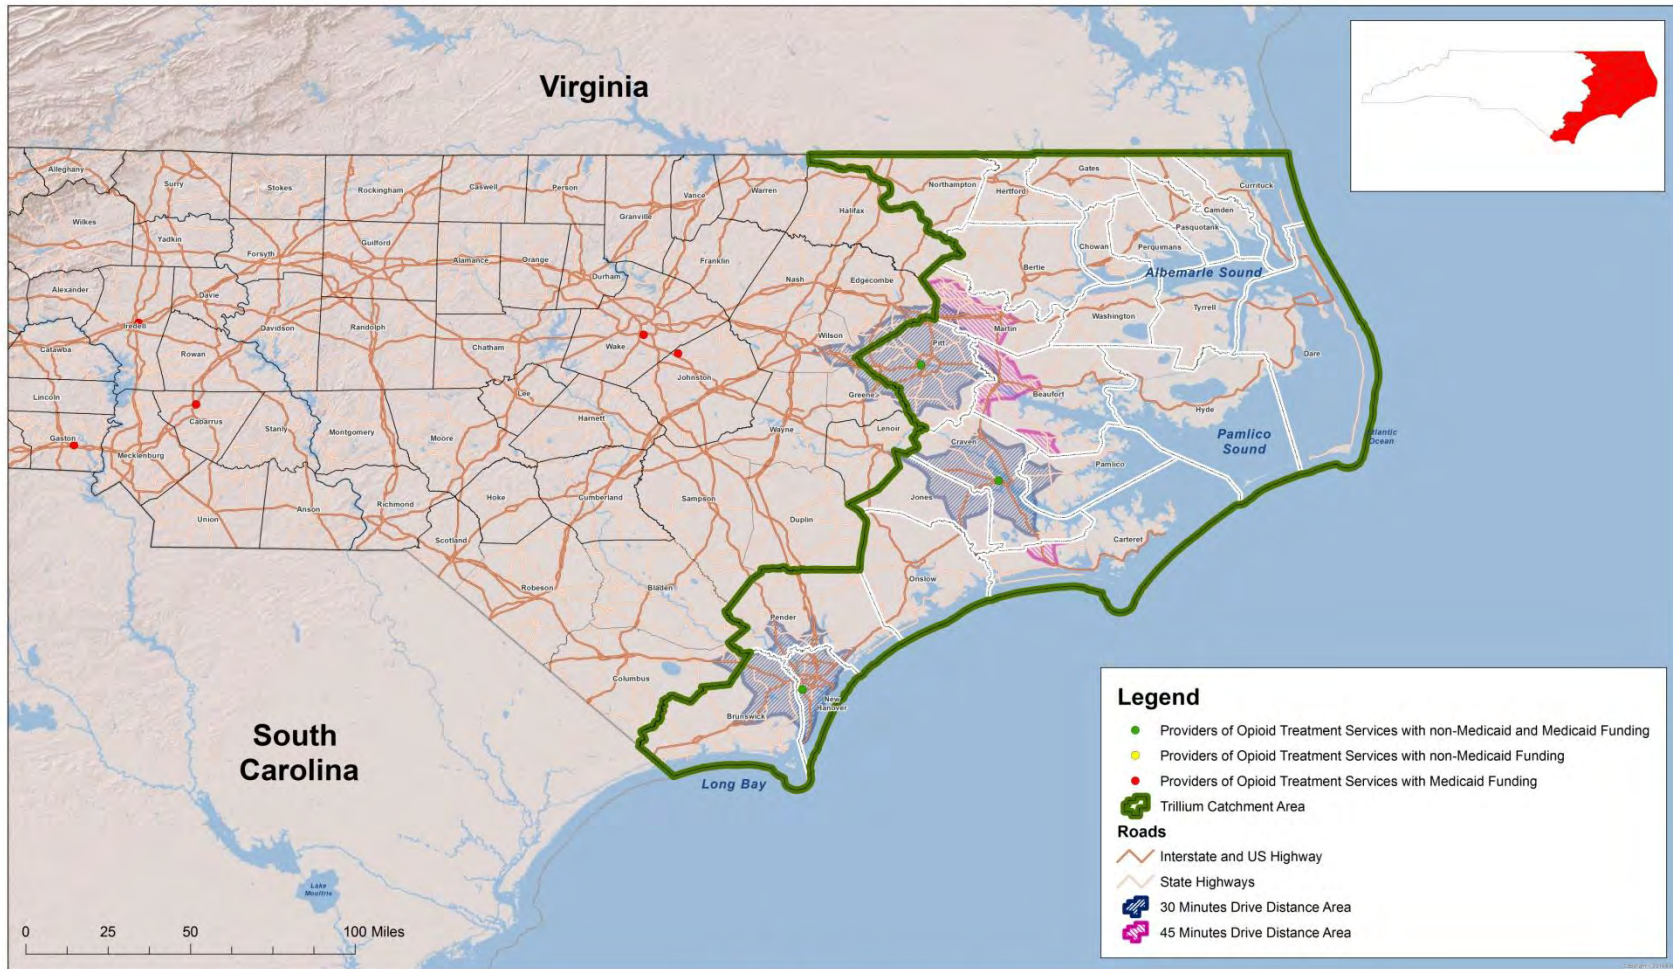 Virginia
Alleghany
Surry
Stokes
Rockingham
Caswell
Person
Vance
Warren
Northampton
Hertford
Gates
Currituck
Camden
Pasquotank
Perquimans
Chowan
Wilkes
Yadkin
Forsyth
Guilford
Alamance
Orange
Durham
Granville
Franklin
Halifax
Nash
Edgecombe
Bertie
Albemarle Sound
Alexander
Davie
Iredell
Davidson
Randolph
Chatham
Wake
Wilson
Martin
Washington
Tyrrell
Dare
Catawba
Rowan
Johnston
Pitt
Greene
Beaufort
Hyde
Lincoln
Cabarrus
Stanly
Montgomery
Moore
Lee
Harnett
Wayne
Lenoir
Craven
Pamlico
Pamlico
Sound
Atlantic
Ocean
Gaston
Mecklenburg
Union
Anson
Richmond
Hoke
Cumberland
Sampson
Duplin
Jones
Carteret
Scotland
Robeson
Bladen
Onslow
Pender
Columbus
Brunswick
New
Hanover
South
Carolina
Long Bay
Lake
Moultrie
0 25 50 100 Miles
Legend
Providers of Opioid Treatment Services with non-Medicaid and Medicaid Funding
Providers of Opioid Treatment Services with non-Medicaid Funding
Providers of Opioid Treatment Services with Medicaid Funding
Trillium Catchment Area
Roads
Interstate and US Highway
State Highways
30 Minutes Drive Distance Area
45 Minutes Drive Distance Area